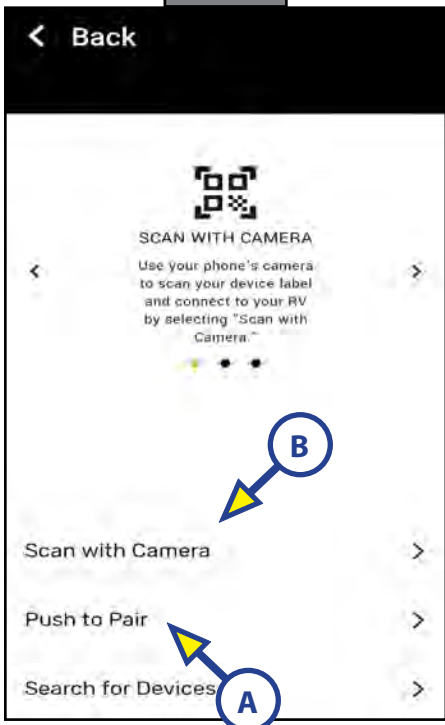 Back
SCAN WITH CAMERA
Use your phone's camera
to scan your device label
and connect to your RV
by selecting "Scan with
Camera."
B
Scan with Camera
Push to Pair
Search for Devices
A